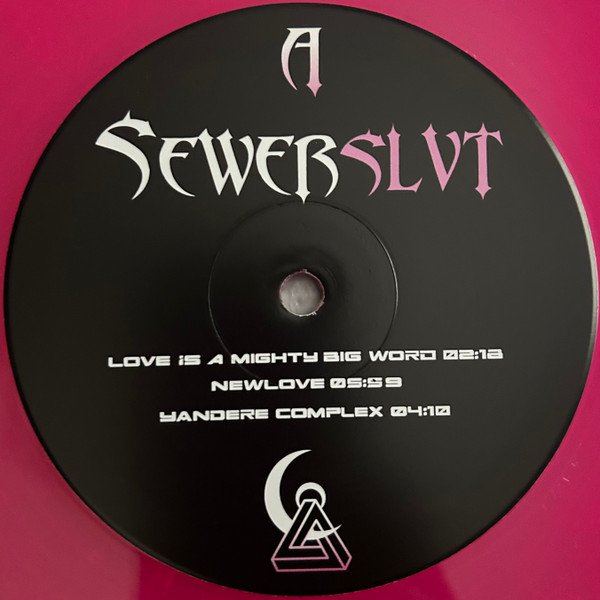 A
SEWERSLVT
LOVE IS A MIGHTY BIG WORD 02:18
NEWLOVE 05:59
YANDERE COMPLEX 04:10